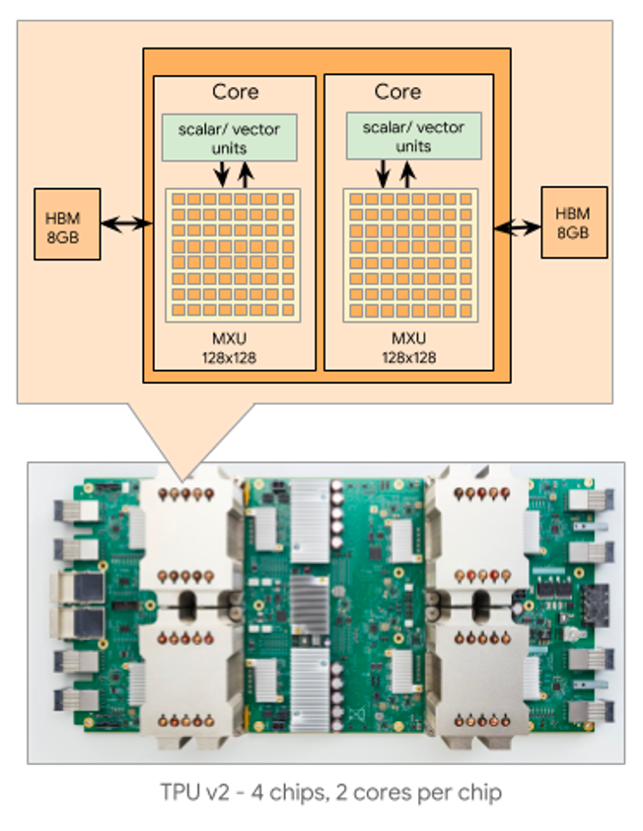 Core
Core
scalar/ vector
units
scalar/ vector
units
HBM
8GB
HBM
8GB
MXU
128x128
MXU
128x128
TPU v2 - 4 chips, 2 cores per chip